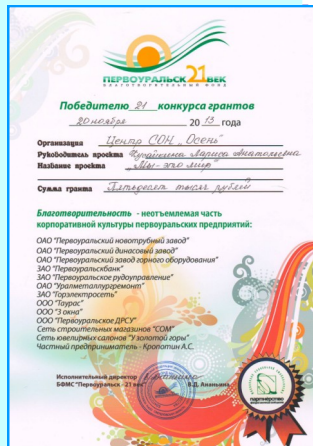 ПЕРВОУРАЛЬСК 21 ВЕК
БЛАГОТВОРИТЕЛЬНЫЙ ФОНД
Победителю 21 конкурса грантов
20 ноября 2013 года
Организация Центр СОН „Осень"
Руководитель проекта Лариса Анатольевна
Название проекта „Мы - это мир"
Сумма гранта Пятьдесят тысяч рублей
Благотворительность - неотъемлемая часть
корпоративной культуры первоуральских предприятий:
ОАО "Первоуральский новотрубный завод"
ОАО "Первоуральский динасовый завод"
ОАО "Первоуральский завод горного оборудования"
ЗАО "Первоуральскбанк"
ЗАО "Первоуральское рудоуправление"
ОАО "Уралметаллургремонт"
ЗАО "Горэлектросеть"
ООО "Таурас"
ООО "3 окна"
ООО "Первоуральское ДРСУ"
Сеть строительных магазинов "СОМ"
Сеть ювелирных салонов "У золотой горы"
Частный предприниматель - Кропотин А.С.
Исполнительный директор
БФМС "Первоуральск - 21 век" В.Д. Ананьина
партнёрство